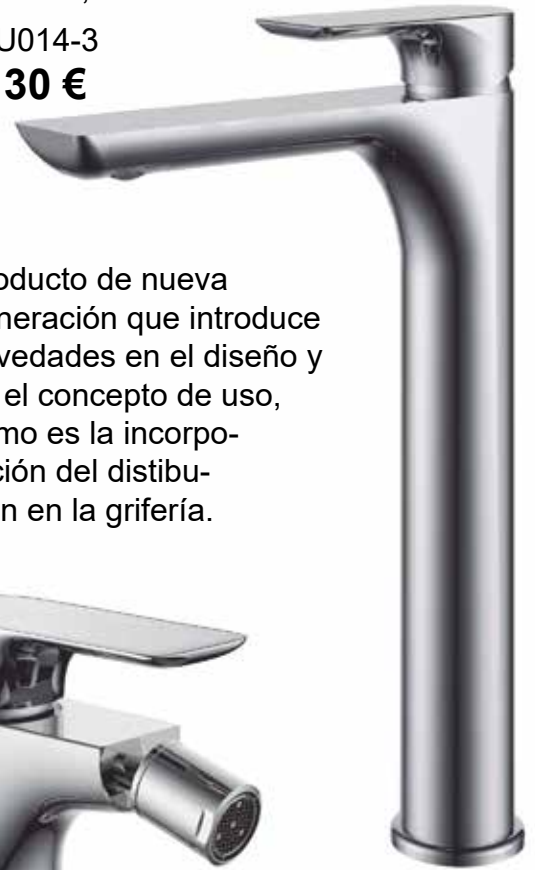 U014-3
30 €
oducto de nueva
neración que introduce
vedades en el diseño y
el concepto de uso,
mo es la incorpo-
ción del distibu-
n en la grifería.